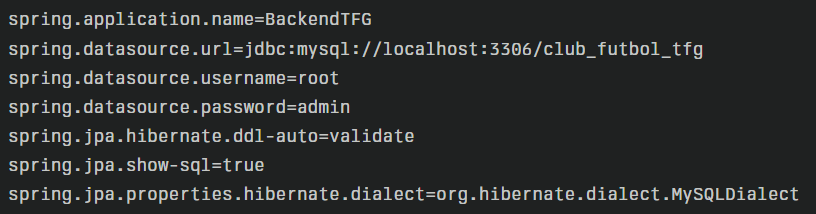 spring.application.name=BackendTFG
spring.datasource.url=jdbc:mysql://localhost:3306/club_futbol_tfg
spring.datasource.username=root
spring.datasource.password=admin
spring.jpa.hibernate.ddl-auto=validate
spring.jpa.show-sql=true
spring.jpa.properties.hibernate.dialect=org.hibernate.dialect.MySQLDialect